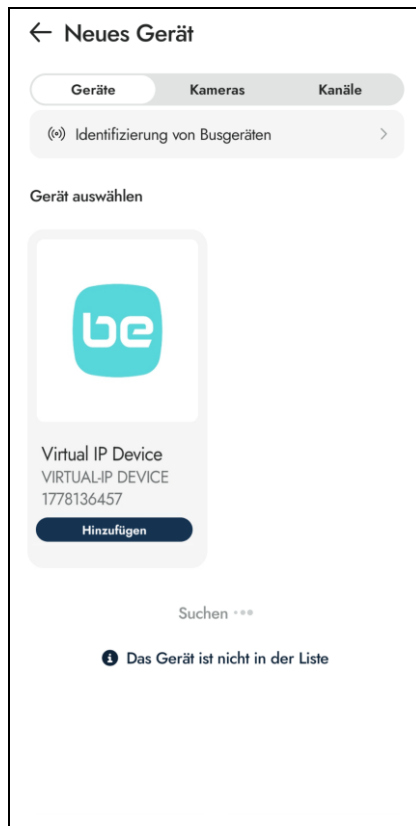 Neues Gerät
Geräte Kameras Kanäle
Identifizierung von Busgeräten
Gerät auswählen
be
Virtual IP Device
VIRTUAL-IP DEVICE
1778136457
Hinzufügen
Suchen
Das Gerät ist nicht in der Liste